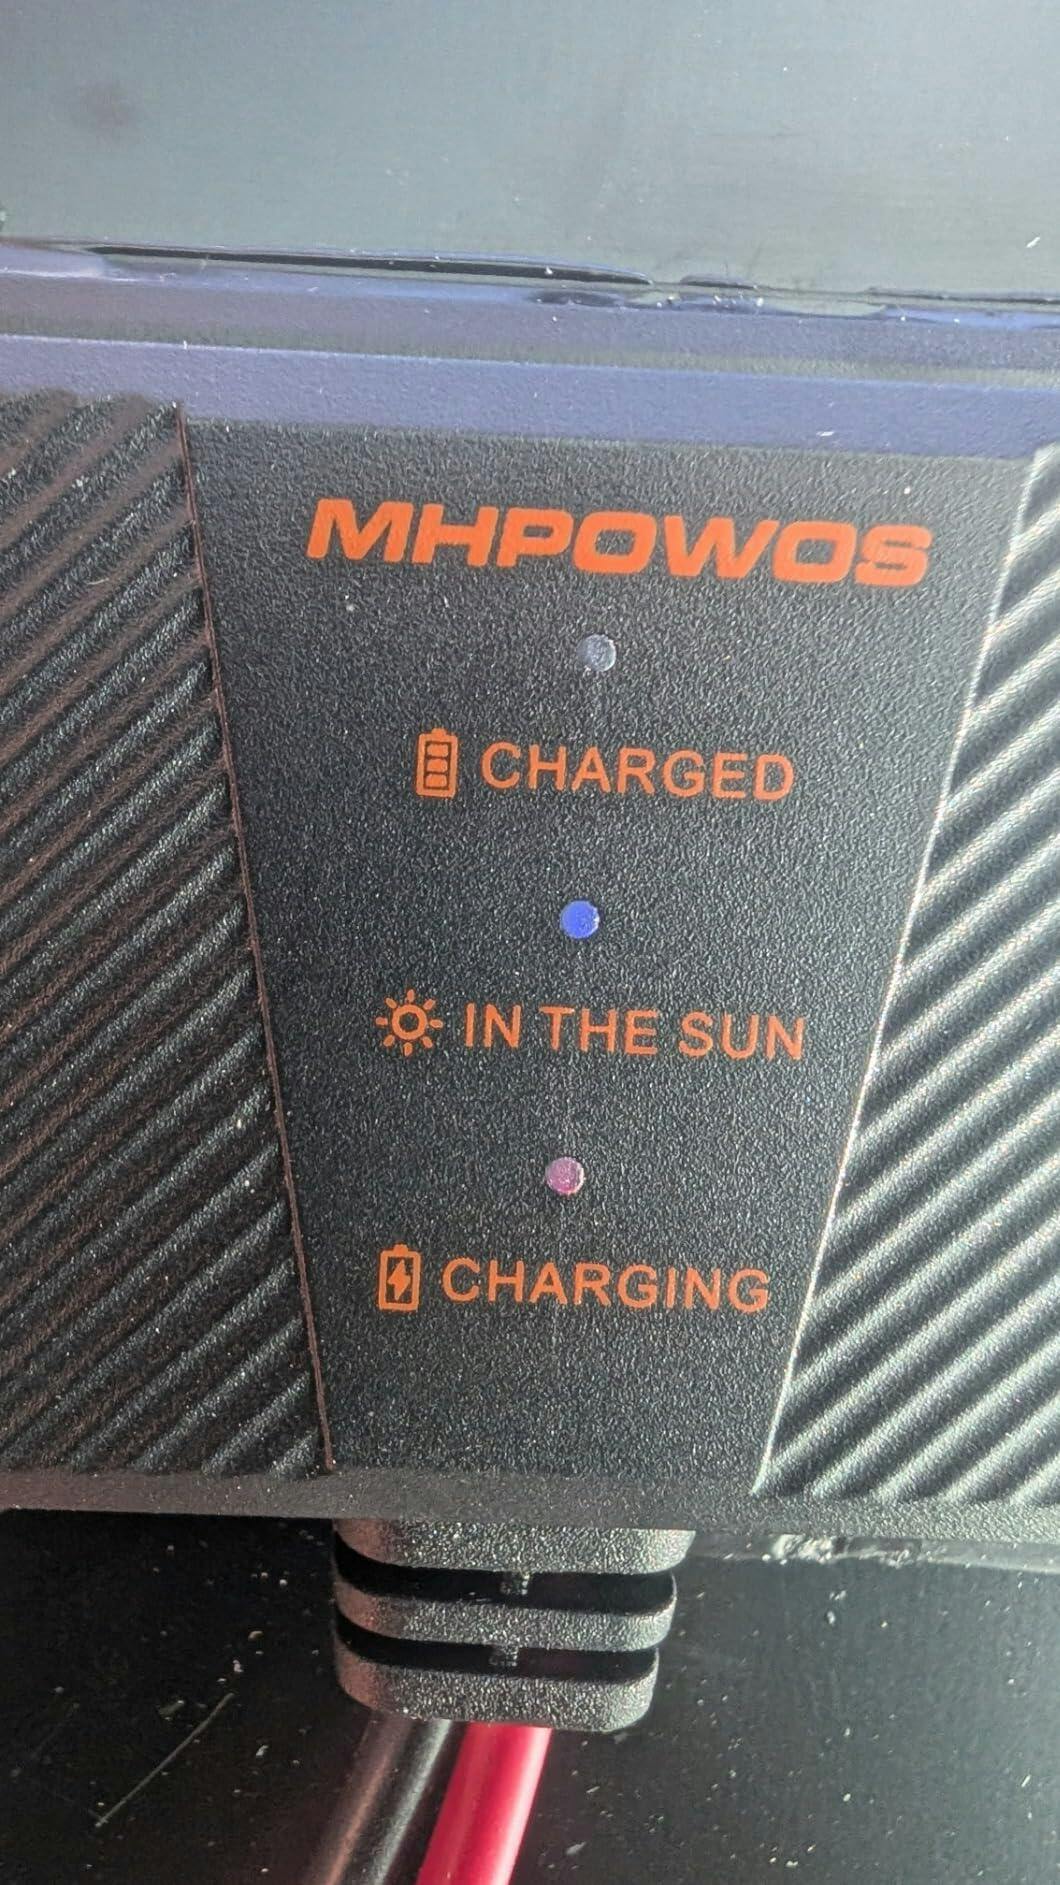 MHPOWOS
CHARGED
IN THE SUN
CHARGING